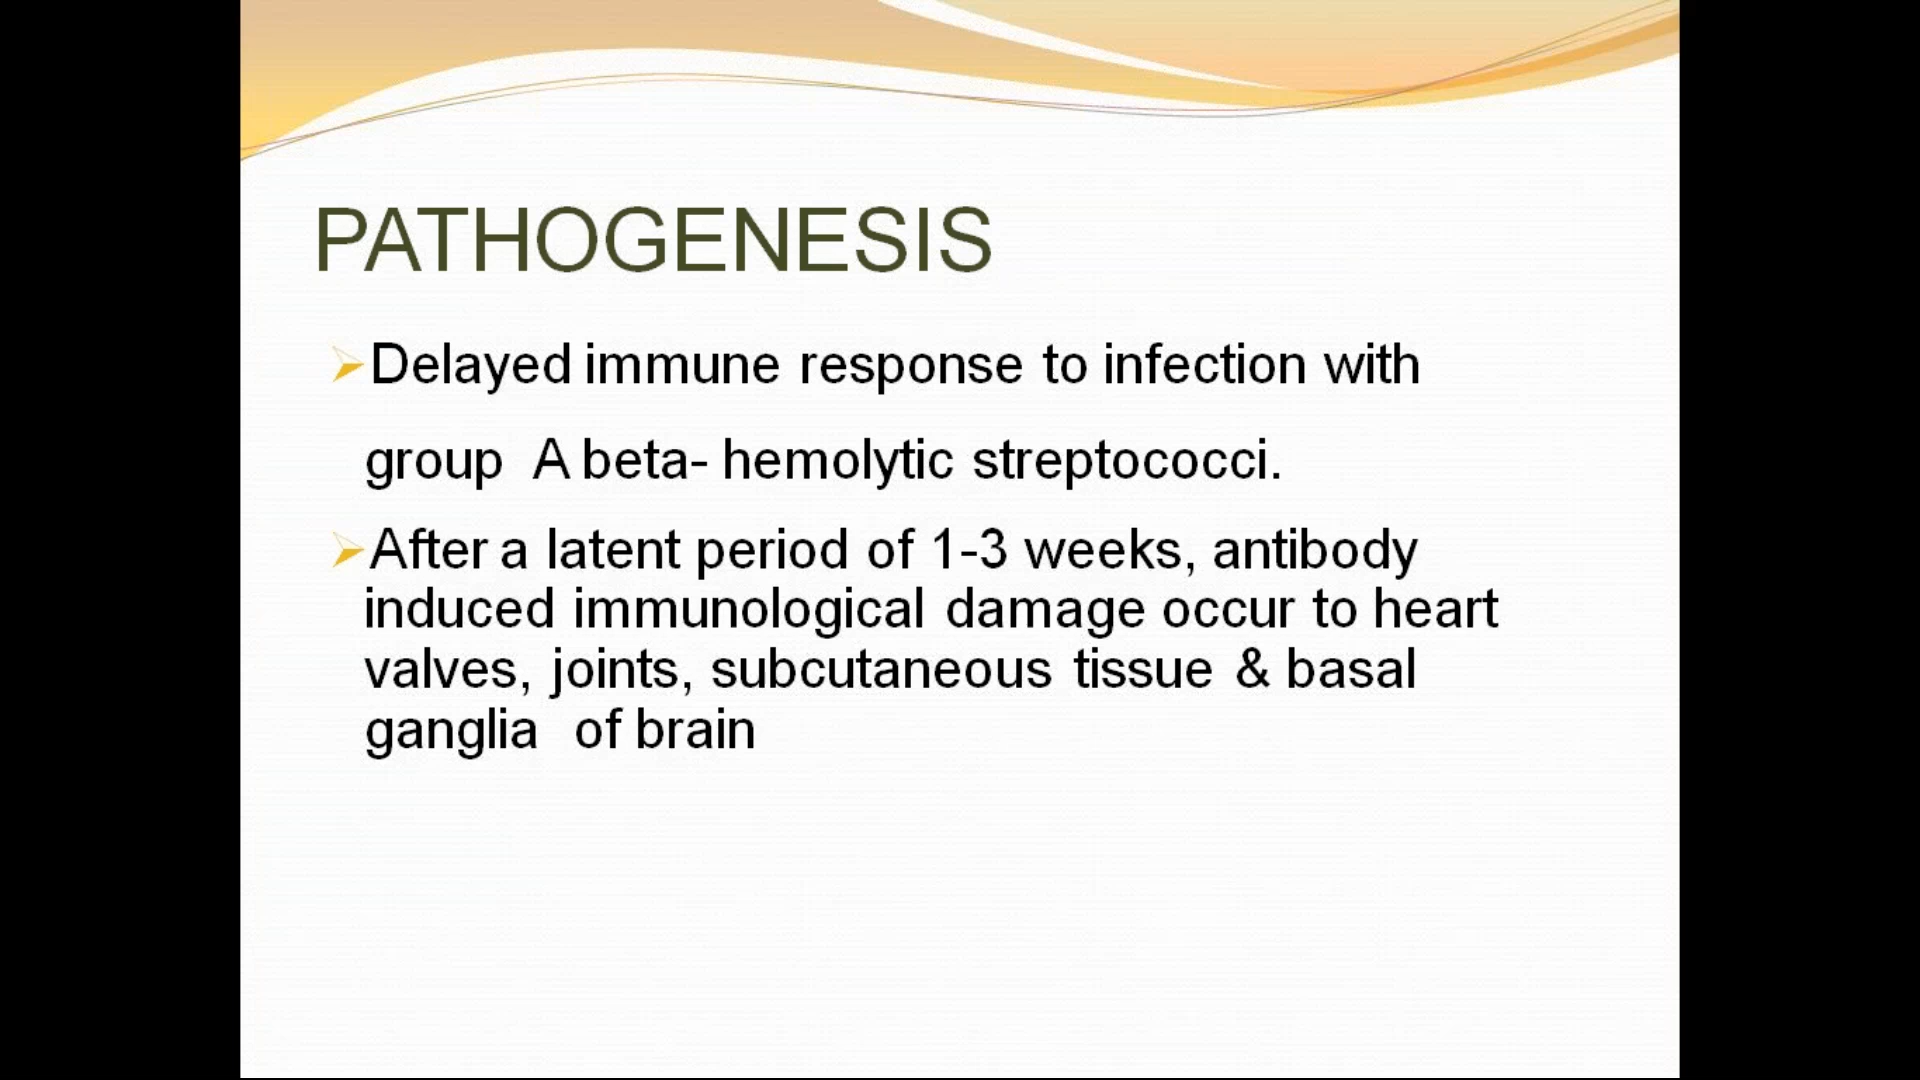 PATHOGENESIS
Delayed immune response to infection with
group A beta- hemolytic streptococci.
After a latent period of 1-3 weeks, antibody
induced immunological damage occur to heart
valves, joints, subcutaneous tissue & basal
ganglia of brain